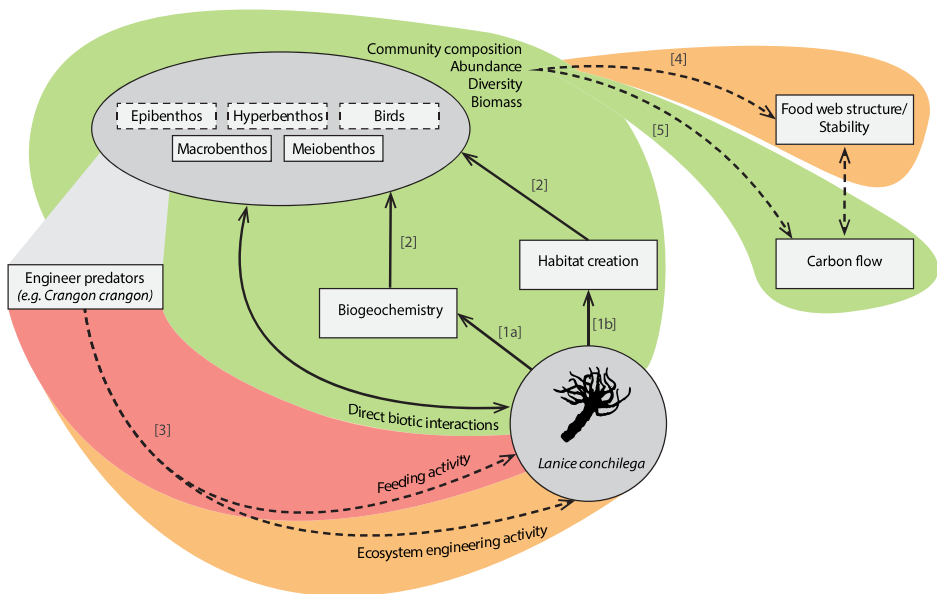 Community composition
Abundance
Diversity
Biomass
[4]
Food web structure/
Stability
[5]
Epibenthos
Hyperbenthos
Birds
Macrobenthos
Meiobenthos
[2]
[2]
Engineer predators
(e.g. Crangon crangon)
Habitat creation
Carbon flow
Biogeochemistry
[1a]
[1b]
Direct biotic interactions
[3]
Lanice conchilega
Feeding activity
Ecosystem engineering activity